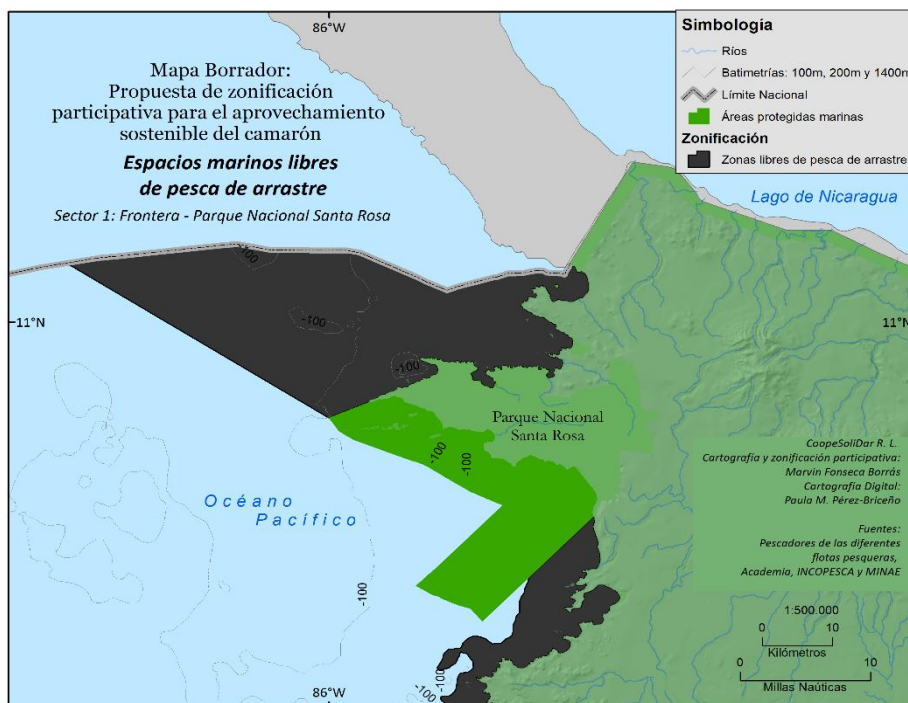 86°W
Mapa Borrador:
Propuesta de zonificación
participativa para el aprovechamiento
sostenible del camarón
Espacios marinos libres
de pesca de arrastre
Sector 1: Frontera - Parque Nacional Santa Rosa
Simbología
Ríos
Batimetrías: 100m, 200m y 1400m
Límite Nacional
Áreas protegidas marinas
Zonificación
Zonas libres de pesca de arrastre
Lago de Nicaragua
-100
11°N
-100
11°N
-100
Parque Nacional
Santa Rosa
-100
-100
Océano
Pacífico
CoopeSoliDar R. L.
Cartografía y zonificación participativa:
Marvin Fonseca Borrás
Cartografía Digital:
Paula M. Pérez-Briceño
Fuentes:
Pescadores de las diferentes
flotas pesqueras,
Academia, INCOPESCA y MINAE
-100
1:500.000
0 10
Kilómetros
0 10
Millas Naúticas
-100
-100
86°W